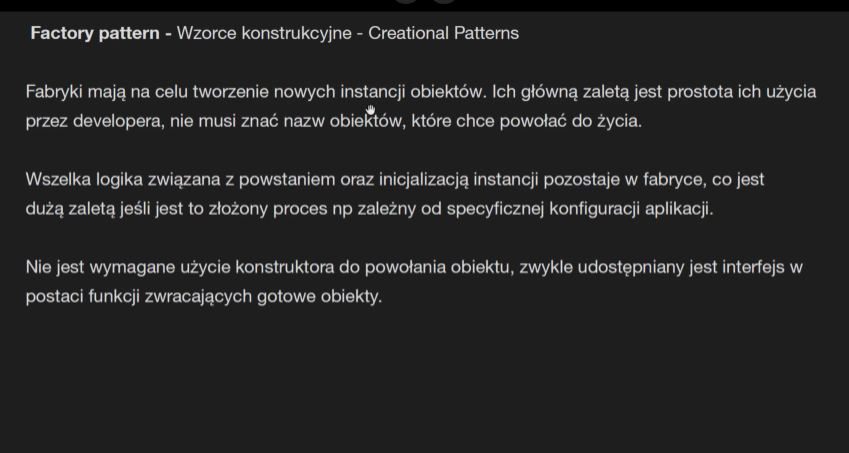 Factory pattern - Wzorce konstrukcyjne - Creational Patterns
Fabryki mają na celu tworzenie nowych instancji obiektów. Ich główną zaletą jest prostota ich użycia
przez developera, nie musi znać nazw obiektów, które chce powołać do życia.
Wszelka logika związana z powstaniem oraz inicjalizacją instancji pozostaje w fabryce, co jest
dużą zaletą jeśli jest to złożony proces np zależny od specyficznej konfiguracji aplikacji.
Nie jest wymagane użycie konstruktora do powołania obiektu, zwykle udostępniany jest interfejs w
postaci funkcji zwracających gotowe obiekty.